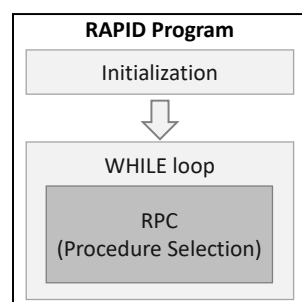 RAPID Program
Initialization
WHILE loop
RPC
(Procedure Selection)